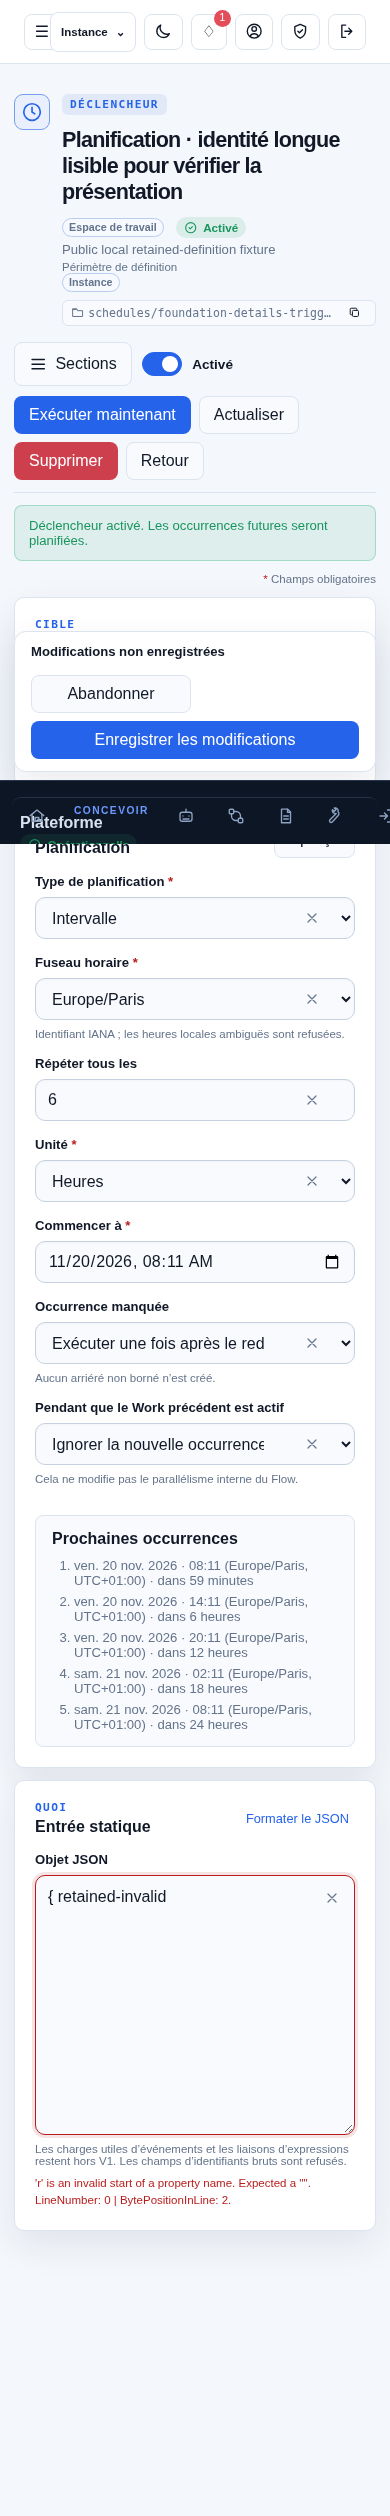 Instance
1
DÉCLENCHEUR
Planification · identité longue
lisible pour vérifier la
présentation
Espace de travail
Activé
Public local retained-definition fixture
Périmètre de définition
Instance
schedules/foundation-details-trigg…
Sections
Activé
Exécuter maintenant
Actualiser
Supprimer
Retour
Déclencheur activé. Les occurrences futures seront
planifiées.
* Champs obligatoires
CIBLE
Modifications non enregistrées
Abandonner
Enregistrer les modifications
CONCEVOIR
Plateforme
Planification
Type de planification *
Intervalle
Fuseau horaire *
Europe/Paris
Identifiant IANA ; les heures locales ambiguës sont refusées.
Répéter tous les
6
Unité *
Heures
Commencer à *
11/20/2026, 08:11 AM
Occurrence manquée
Exécuter une fois après le red
Aucun arriéré non borné n’est créé.
Pendant que le Work précédent est actif
Ignorer la nouvelle occurrence
Cela ne modifie pas le parallélisme interne du Flow.
Prochaines occurrences
1. ven. 20 nov. 2026 · 08:11 (Europe/Paris,
UTC+01:00) · dans 59 minutes
2. ven. 20 nov. 2026 · 14:11 (Europe/Paris,
UTC+01:00) · dans 6 heures
3. ven. 20 nov. 2026 · 20:11 (Europe/Paris,
UTC+01:00) · dans 12 heures
4. sam. 21 nov. 2026 · 02:11 (Europe/Paris,
UTC+01:00) · dans 18 heures
5. sam. 21 nov. 2026 · 08:11 (Europe/Paris,
UTC+01:00) · dans 24 heures
QUOI
Entrée statique
Formater le JSON
Objet JSON
{ retained-invalid
Les charges utiles d’événements et les liaisons d’expressions
restent hors V1. Les champs d’identifiants bruts sont refusés.
'r' is an invalid start of a property name. Expected a '"'.
LineNumber: 0 | BytePositionInLine: 2.